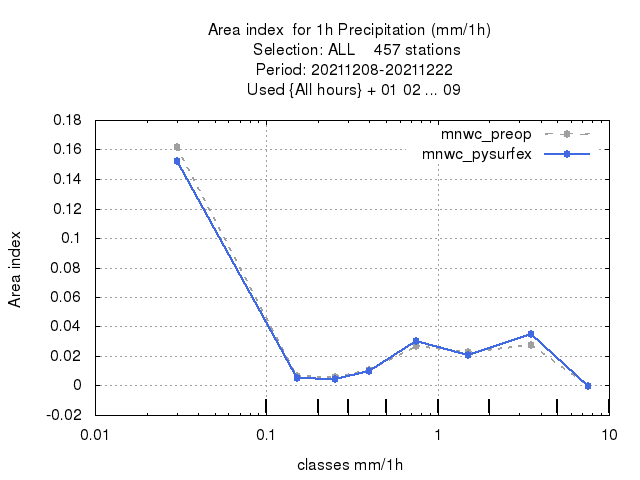 Area index  for 1h Precipitation (mm/1h)
Selection: ALL    457 stations
Period: 20211208-20211222
Used {All hours} + 01 02 ... 09
mnwc_preop
mnwc_pysurfex
0.18
0.16
0.14
0.12
0.1
0.08
0.06
0.04
0.02
0
-0.02
Area index
0.01
0.1
1
10
classes mm/1h